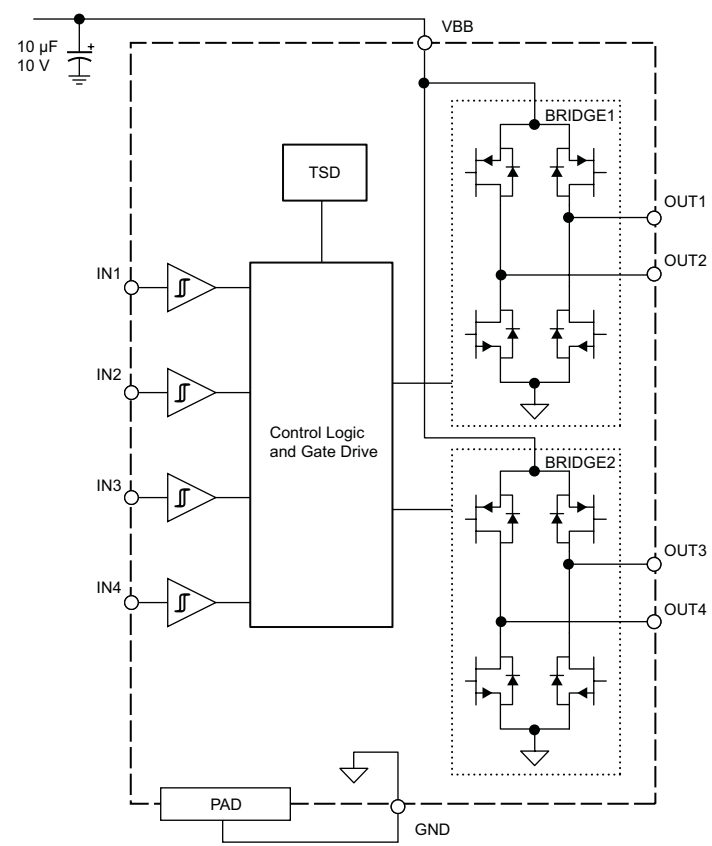 VBB
10 µF
10 V
+
BRIDGE1
TSD
OUT1
OUT2
IN1
IN2
IN3
IN4
Control Logic
and Gate Drive
BRIDGE2
OUT3
OUT4
PAD
GND